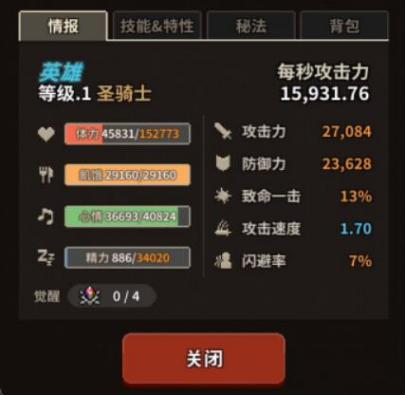 情报 技能&特性 秘法 背包
英雄
等级.1 圣骑士
每秒攻击力
15,931.76
体力 45831/152773
饥饿 29160/29160
心情 36693/40824
精力 886/34020
觉醒 0 / 4
攻击力 27,084
防御力 23,628
致命一击 13%
攻击速度 1.70
闪避率 7%
关闭